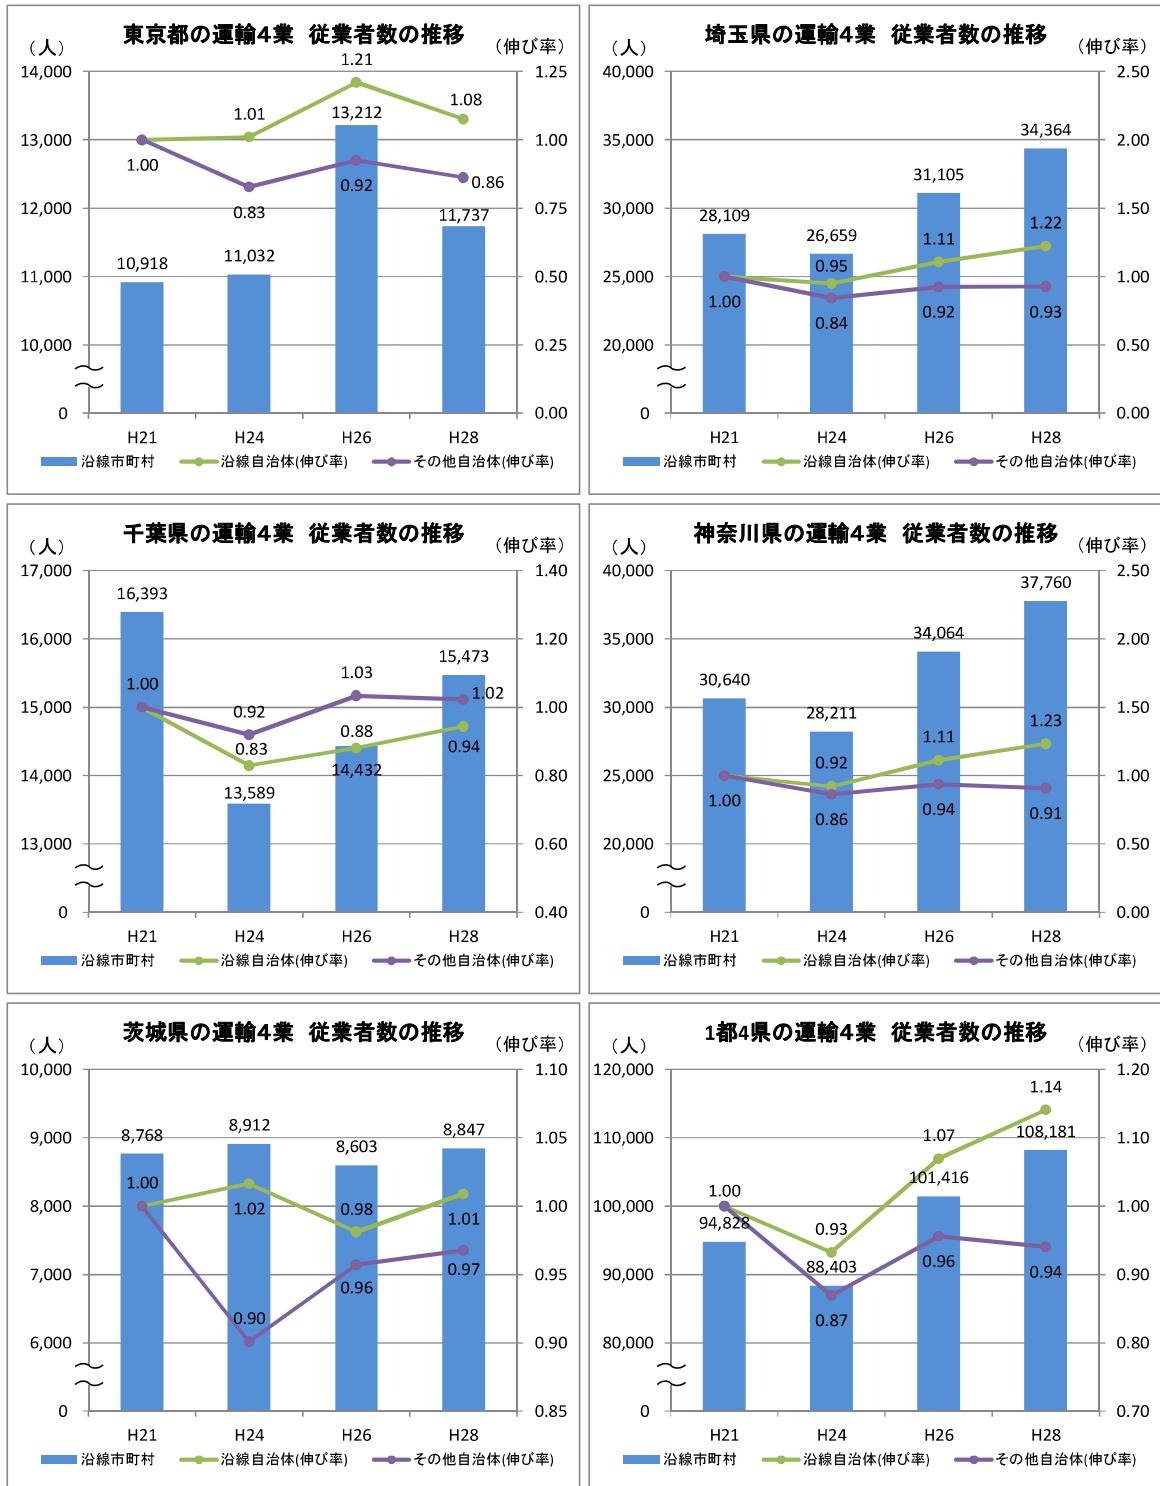 東京都の運輸4業 従業者数の推移
（人）
（伸び率）
14,000
13,000
12,000
11,000
10,000
0
1.25
1.00
0.75
0.50
0.25
0.00
1.21
1.01
1.08
13,212
1.00
0.83
0.92
0.86
10,918
11,032
11,737
H21
H24
H26
H28
沿線市町村
沿線自治体(伸び率)
その他自治体(伸び率)
埼玉県の運輸4業 従業者数の推移
（人）
（伸び率）
40,000
35,000
30,000
25,000
20,000
0
2.50
2.00
1.50
1.00
0.50
0.00
28,109
26,659
31,105
34,364
0.95
1.11
1.22
1.00
0.84
0.92
0.93
H21
H24
H26
H28
沿線市町村
沿線自治体(伸び率)
その他自治体(伸び率)
千葉県の運輸4業 従業者数の推移
（人）
（伸び率）
17,000
16,000
15,000
14,000
13,000
0
1.40
1.20
1.00
0.80
0.60
0.40
16,393
1.00
0.92
1.03
15,473
1.02
0.83
0.88
0.94
13,589
14,432
H21
H24
H26
H28
沿線市町村
沿線自治体(伸び率)
その他自治体(伸び率)
神奈川県の運輸4業 従業者数の推移
（人）
（伸び率）
40,000
35,000
30,000
25,000
20,000
0
2.50
2.00
1.50
1.00
0.50
0.00
30,640
28,211
34,064
37,760
0.92
1.11
1.23
1.00
0.86
0.94
0.91
H21
H24
H26
H28
沿線市町村
沿線自治体(伸び率)
その他自治体(伸び率)
茨城県の運輸4業 従業者数の推移
（人）
（伸び率）
10,000
9,000
8,000
7,000
6,000
0
1.10
1.05
1.00
0.95
0.90
0.85
8,768
8,912
8,603
8,847
1.00
1.02
0.98
1.01
0.90
0.96
0.97
H21
H24
H26
H28
沿線市町村
沿線自治体(伸び率)
その他自治体(伸び率)
1都4県の運輸4業 従業者数の推移
（人）
（伸び率）
120,000
110,000
100,000
90,000
80,000
0
1.20
1.10
1.00
0.90
0.80
0.70
1.00
0.93
1.07
1.14
94,828
88,403
101,416
108,181
0.87
0.96
0.94
H21
H24
H26
H28
沿線市町村
沿線自治体(伸び率)
その他自治体(伸び率)